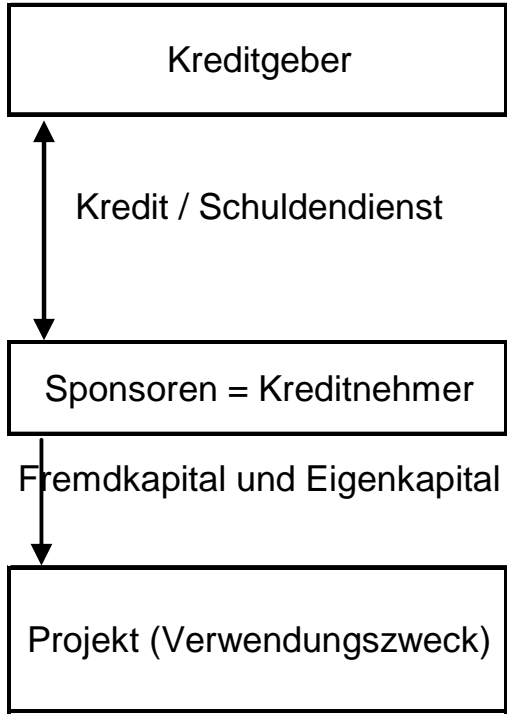 Kreditgeber
Kredit / Schuldendienst
Sponsoren = Kreditnehmer
Fremdkapital und Eigenkapital
Projekt (Verwendungszweck)